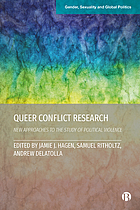 Gender, Sexuality and Global Politics
QUEER CONFLICT RESEARCH
NEW APPROACHES TO THE STUDY OF POLITICAL VIOLENCE
EDITED BY JAMIE J. HAGEN, SAMUEL RITHOLTZ,
ANDREW DELATOLLA